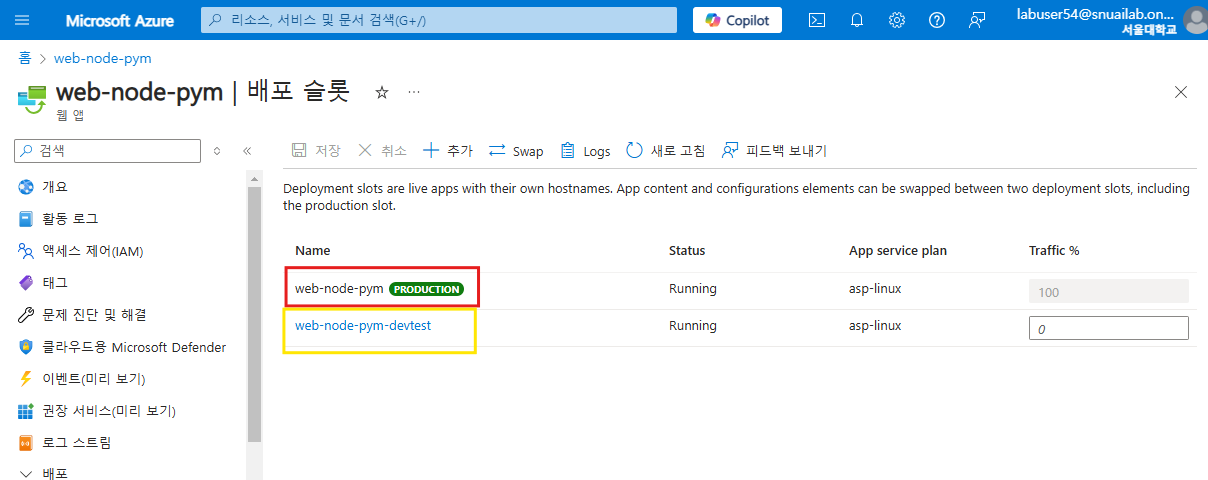 Microsoft Azure
리소스, 서비스 및 문서 검색(G+/)
Copilot
labuser54@snuailab.on...
서울대학교
홈 > web-node-pym
web-node-pym | 배포 슬롯
웹 앱
검색
개요
활동 로그
액세스 제어(IAM)
태그
문제 진단 및 해결
클라우드용 Microsoft Defender
이벤트(미리 보기)
권장 서비스(미리 보기)
로그 스트림
배포
저장 취소 추가 Swap Logs 새로 고침 피드백 보내기
Deployment slots are live apps with their own hostnames. App content and configurations elements can be swapped between two deployment slots, including
the production slot.
Name Status App service plan Traffic %
web-node-pym PRODUCTION Running asp-linux 100
web-node-pym-devtest Running asp-linux 0